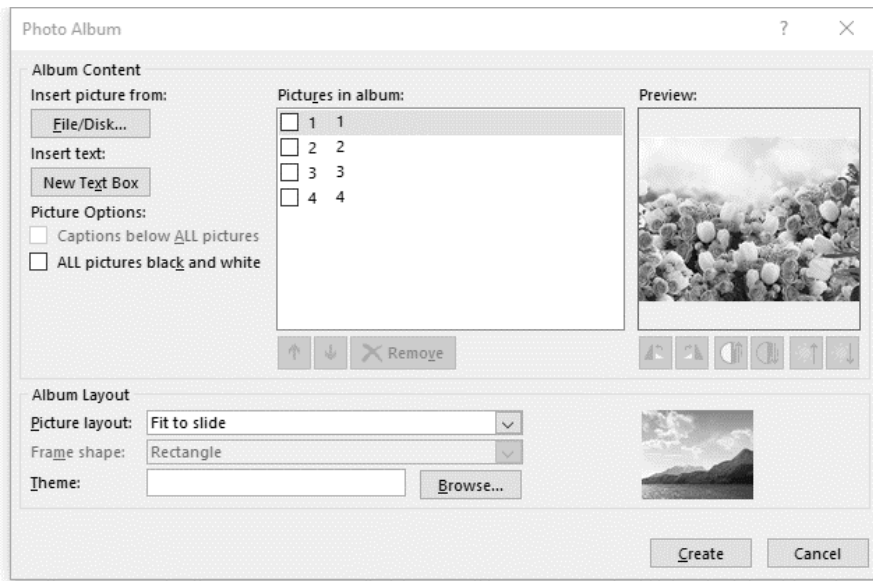 Photo Album ?
Album Content
Insert picture from:
File/Disk...
Insert text:
New Text Box
Picture Options:
Captions below ALL pictures
ALL pictures black and white
Pictures in album:
1 1
2 2
3 3
4 4
Remove
Preview:
Album Layout
Picture layout: Fit to slide
Frame shape: Rectangle
Theme:
Browse...
Create Cancel